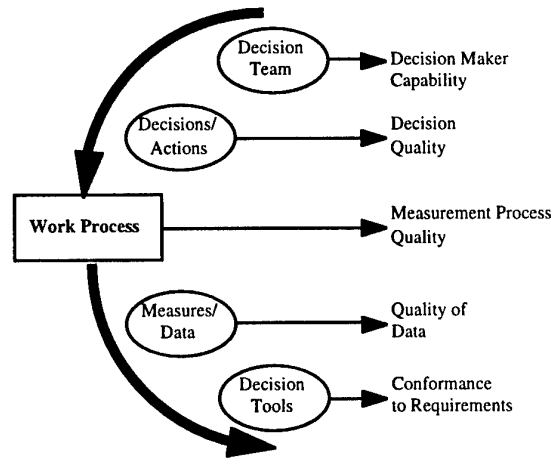 Decision
Team
Decision Maker
Capability
Decisions/
Actions
Decision
Quality
Work Process
Measurement Process
Quality
Measures/
Data
Quality of
Data
Decision
Tools
Conformance
to Requirements